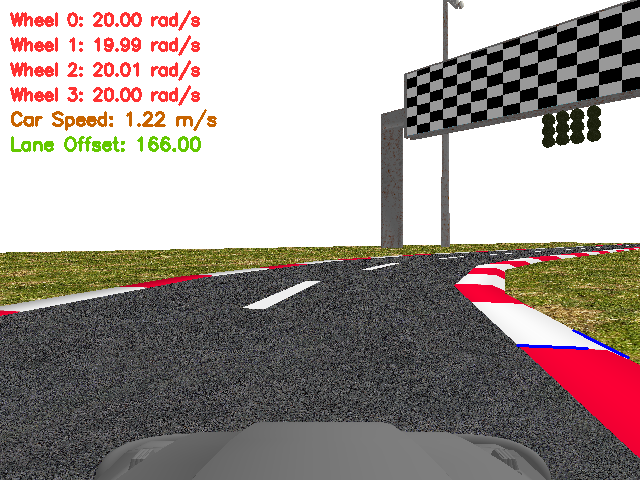 Wheel 0: 20.00 rad/s
Wheel 1: 19.99 rad/s
Wheel 2: 20.01 rad/s
Wheel 3: 20.00 rad/s
Car Speed: 1.22 m/s
Lane Offset: 166.00